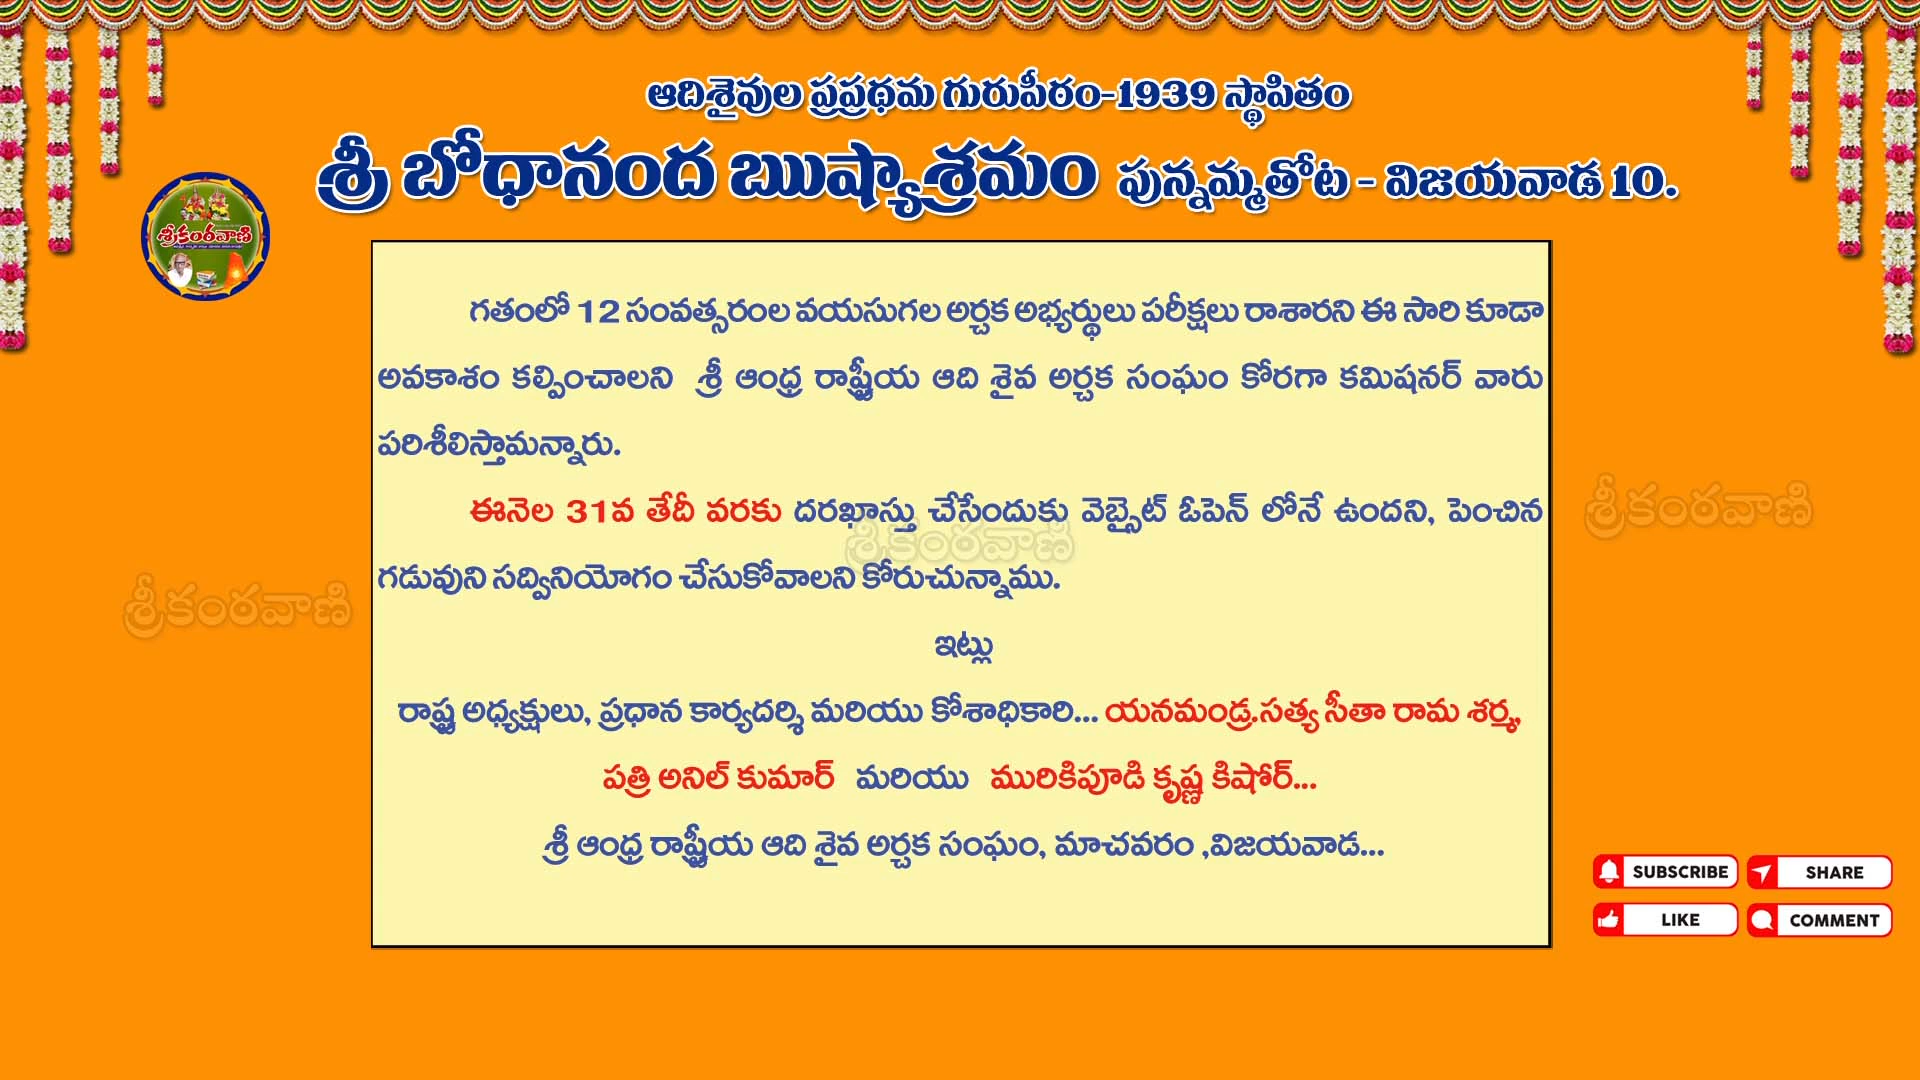 ఆదిశైవుల ప్రప్రథమ గురుపీఠం-1939 స్థాపితం
శ్రీ బోధానంద ఋష్యాశ్రమం పున్నమ్మతోట - విజయవాడ 10.
శ్రీకంఠవాణి
గతంలో 12 సంవత్సరంల వయసుగల అర్చక అభ్యర్థులు పరీక్షలు రాశారని ఈ సారి కూడా
అవకాశం కల్పించాలని శ్రీ ఆంధ్ర రాష్ట్రీయ ఆది శైవ అర్చక సంఘం కోరగా కమిషనర్ వారు
పరిశీలిస్తామన్నారు.
ఈనెల 31వ తేదీ వరకు దరఖాస్తు చేసేందుకు వెబ్సైట్ ఓపెన్ లోనే ఉందని, పెంచిన
శ్రీకంఠవాణి
శ్రీకంఠవాణి
గడువుని సద్వినియోగం చేసుకోవాలని కోరుచున్నాము.
శ్రీకంఠవాణి
ఇట్లు
రాష్ట్ర అధ్యక్షులు, ప్రధాన కార్యదర్శి మరియు కోశాధికారి... యనమండ్ర.సత్య సీతా రామ శర్మ,
పత్రి అనిల్ కుమార్ మరియు మురికిపూడి కృష్ణ కిషోర్...
శ్రీ ఆంధ్ర రాష్ట్రీయ ఆది శైవ అర్చక సంఘం, మాచవరం ,విజయవాడ...
SUBSCRIBE SHARE
LIKE COMMENT